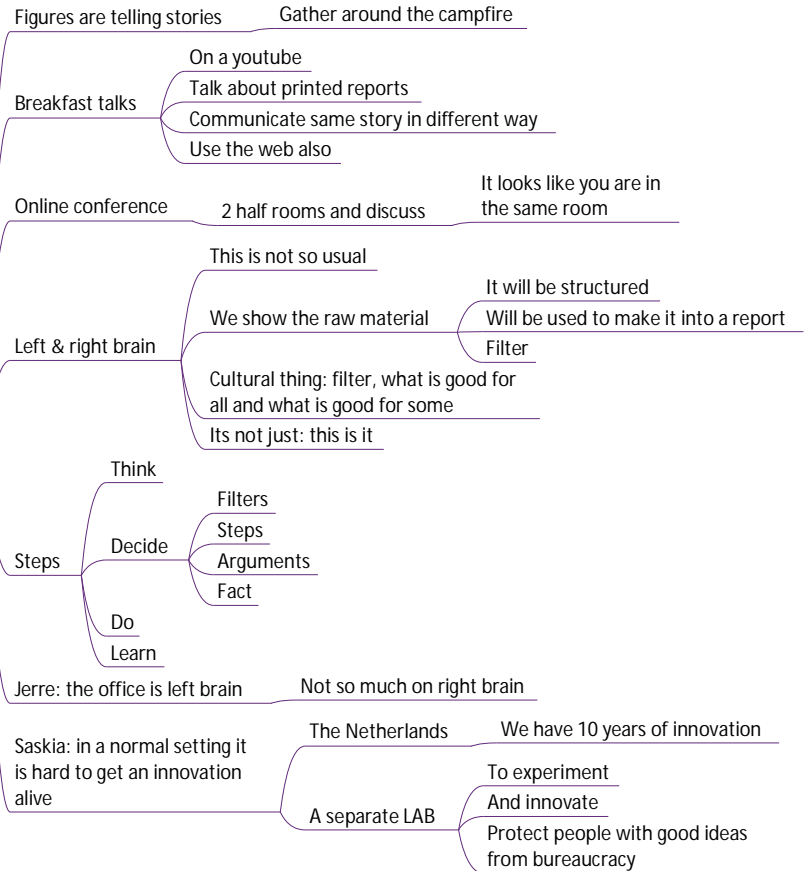 Figures are telling stories
Gather around the campfire
Breakfast talks
On a youtube
Talk about printed reports
Communicate same story in different way
Use the web also
Online conference
2 half rooms and discuss
It looks like you are in
the same room
Left & right brain
This is not so usual
We show the raw material
It will be structured
Will be used to make it into a report
Filter
Cultural thing: filter, what is good for
all and what is good for some
Its not just: this is it
Steps
Think
Decide
Filters
Steps
Arguments
Fact
Do
Learn
Jerre: the office is left brain
Not so much on right brain
Saskia: in a normal setting it
is hard to get an innovation
alive
The Netherlands
We have 10 years of innovation
A separate LAB
To experiment
And innovate
Protect people with good ideas
from bureaucracy